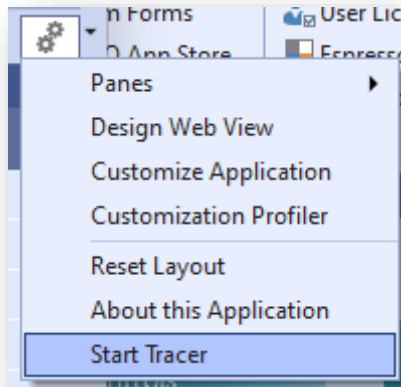 m Forms
User Lic
O App Store
Espresso
Panes
Design Web View
Customize Application
Customization Profiler
Reset Layout
About this Application
Start Tracer